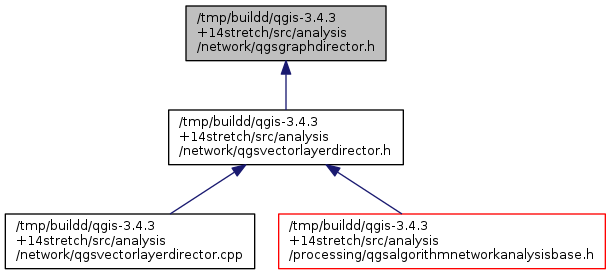 /tmp/buildd/qgis-3.4.3
+14stretch/src/analysis
/network/qgsgraphdirector.h
/tmp/buildd/qgis-3.4.3
+14stretch/src/analysis
/network/qgsvectorlayerdirector.h
/tmp/buildd/qgis-3.4.3
+14stretch/src/analysis
/network/qgsvectorlayerdirector.cpp
/tmp/buildd/qgis-3.4.3
+14stretch/src/analysis
/processing/qgsalgorithmnetworkanalysisbase.h